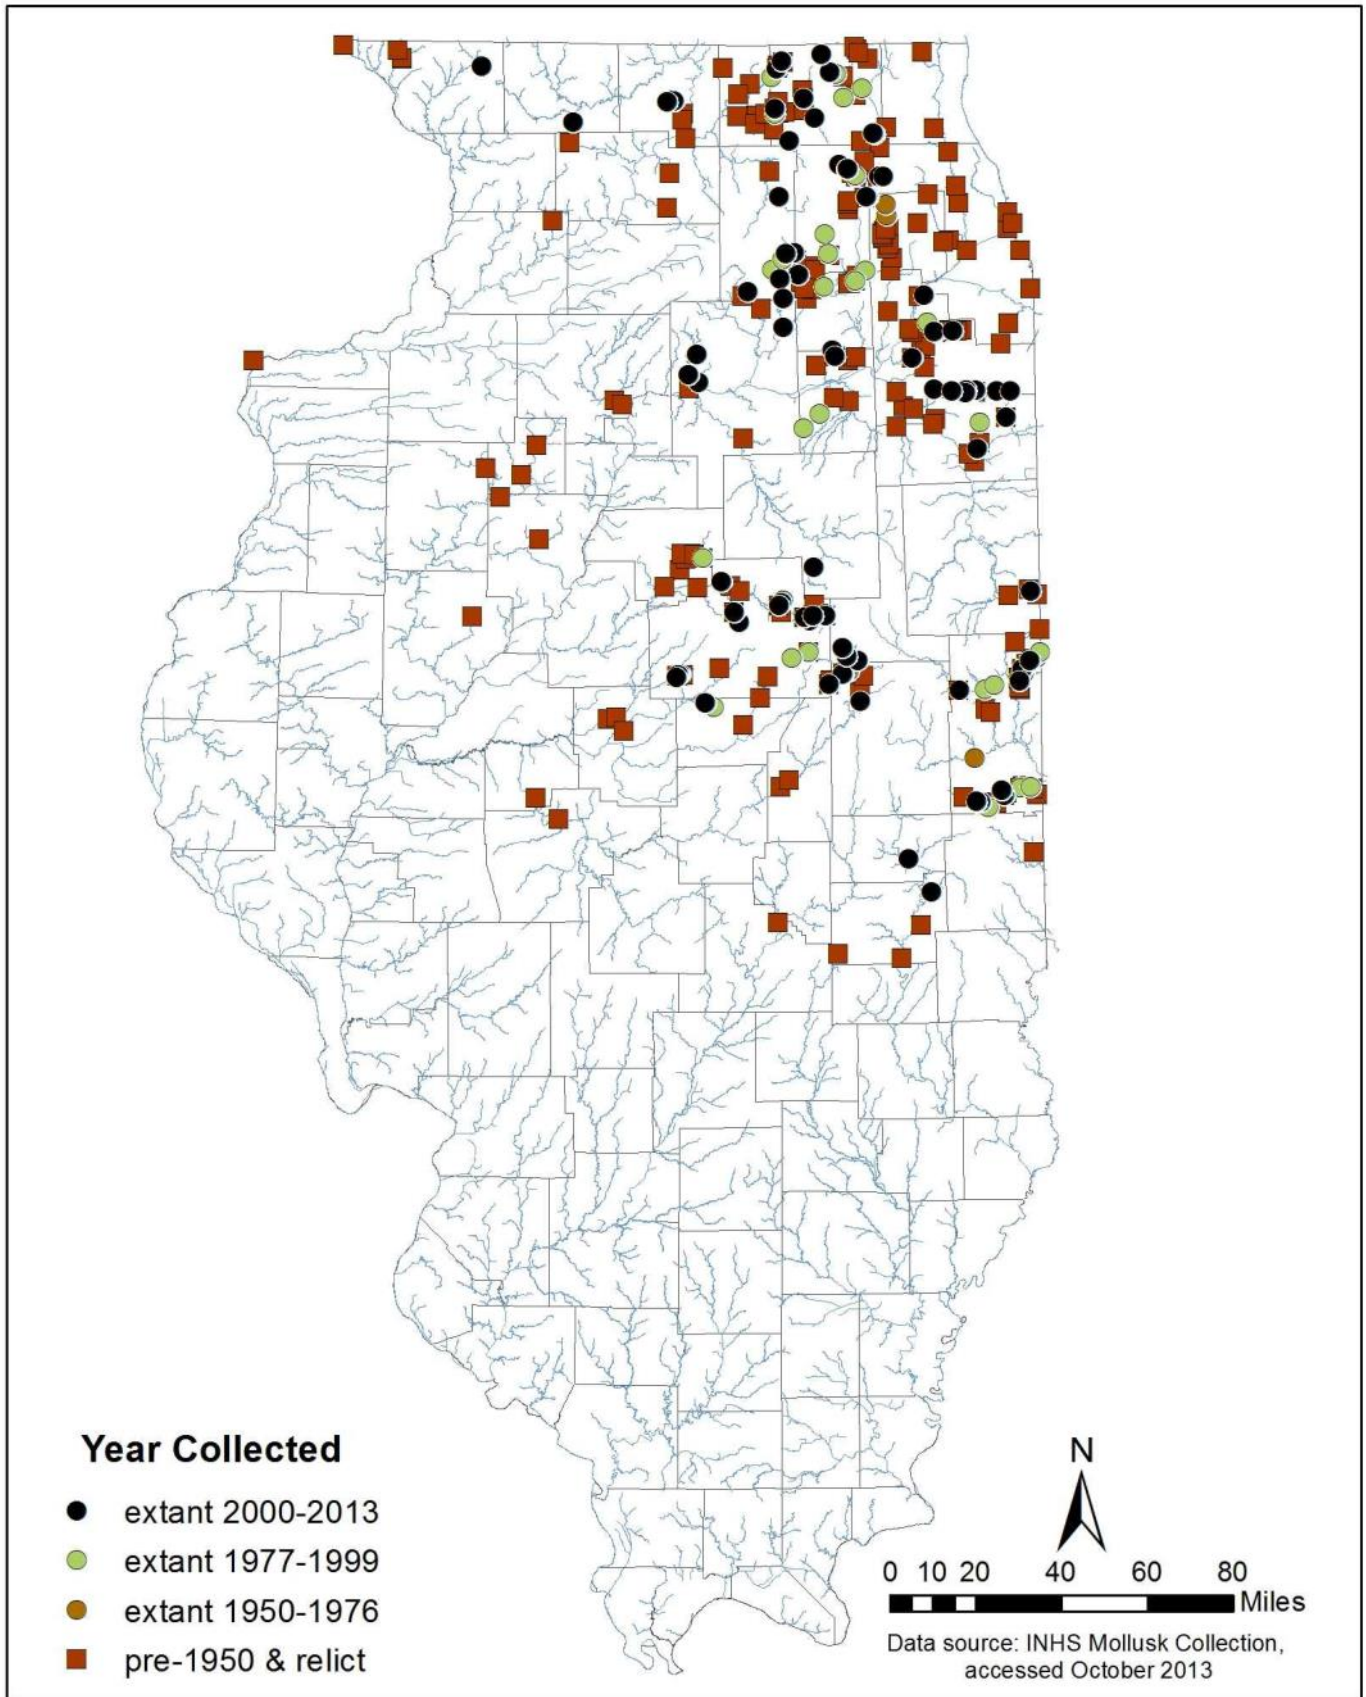 Year Collected
extant 2000-2013
extant 1977-1999
extant 1950-1976
pre-1950 & relict
N
0 10 20 40 60 80
Miles
Data source: INHS Mollusk Collection,
accessed October 2013